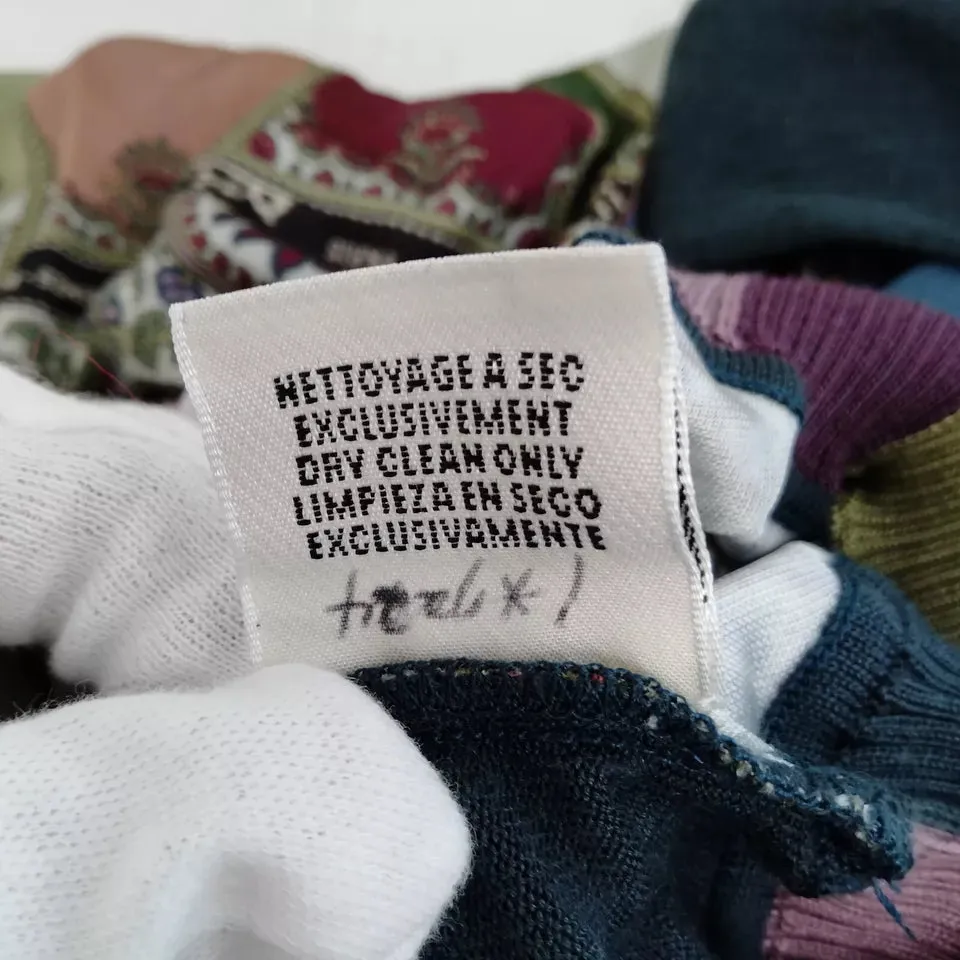 NETTOYAGE A SEC
EXCLUSIVEMENT
DRY CLEAN ONLY
LIMPIEZA EN SECO
EXCLUSIVAMENTE